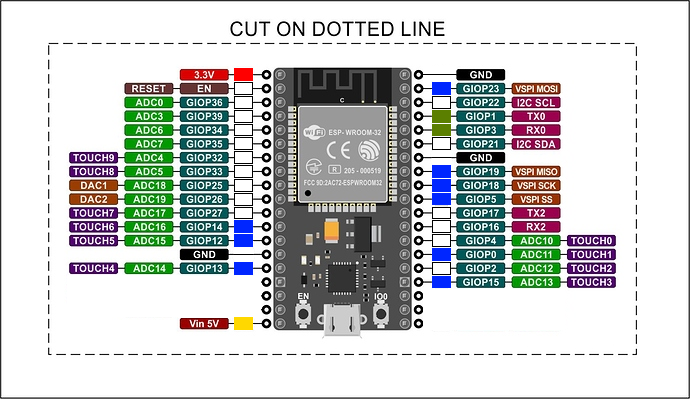 CUT ON DOTTED LINE
3.3V GND
RESET EN GIOP23 VSPI MOSI
ADC0 GIOP36 GIOP22 I2C SCL
ADC3 GIOP39 GIOP1 TX0
ADC6 GIOP34 GIOP3 RX0
ADC7 GIOP35 GIOP21 I2C SDA
TOUCH9 ADC4 GIOP32 GND
TOUCH8 ADC5 GIOP33 GIOP19 VSPI MISO
DAC1 ADC18 GIOP25 GIOP18 VSPI SCK
DAC2 ADC19 GIOP26 GIOP5 VSPI SS
TOUCH7 ADC17 GIOP27 GIOP17 TX2
TOUCH6 ADC16 GIOP14 GIOP16 RX2
TOUCH5 ADC15 GIOP12 GIOP4 ADC10 TOUCH0
GND GIOP0 ADC11 TOUCH1
TOUCH4 ADC14 GIOP13 GIOP2 ADC12 TOUCH2
GIOP15 ADC13 TOUCH3
Vin 5V
C
WiFi ESP-WROOM-32
CE
R 205-000519
FCC 9D:2AC72-ESPWROOM32
EN IO0